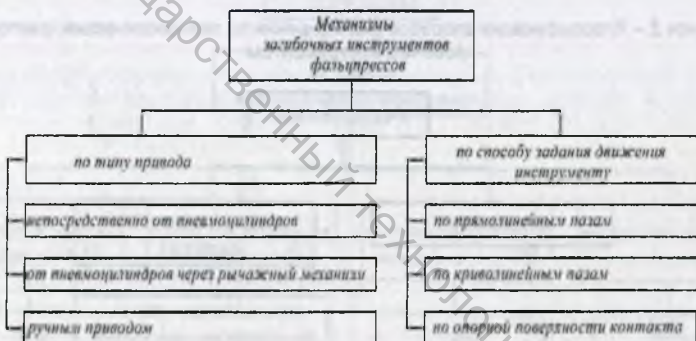 Механизмы
загибочных инструментов
фальцпрессов
по типу привода
непосредственно от пневмоцилиндров
от пневмоцилиндров через рычажный механизм
ручным приводом
по способу задания движения
инструменту
по прямолинейным пазам
по криволинейным пазам
по опорной поверхности контакта